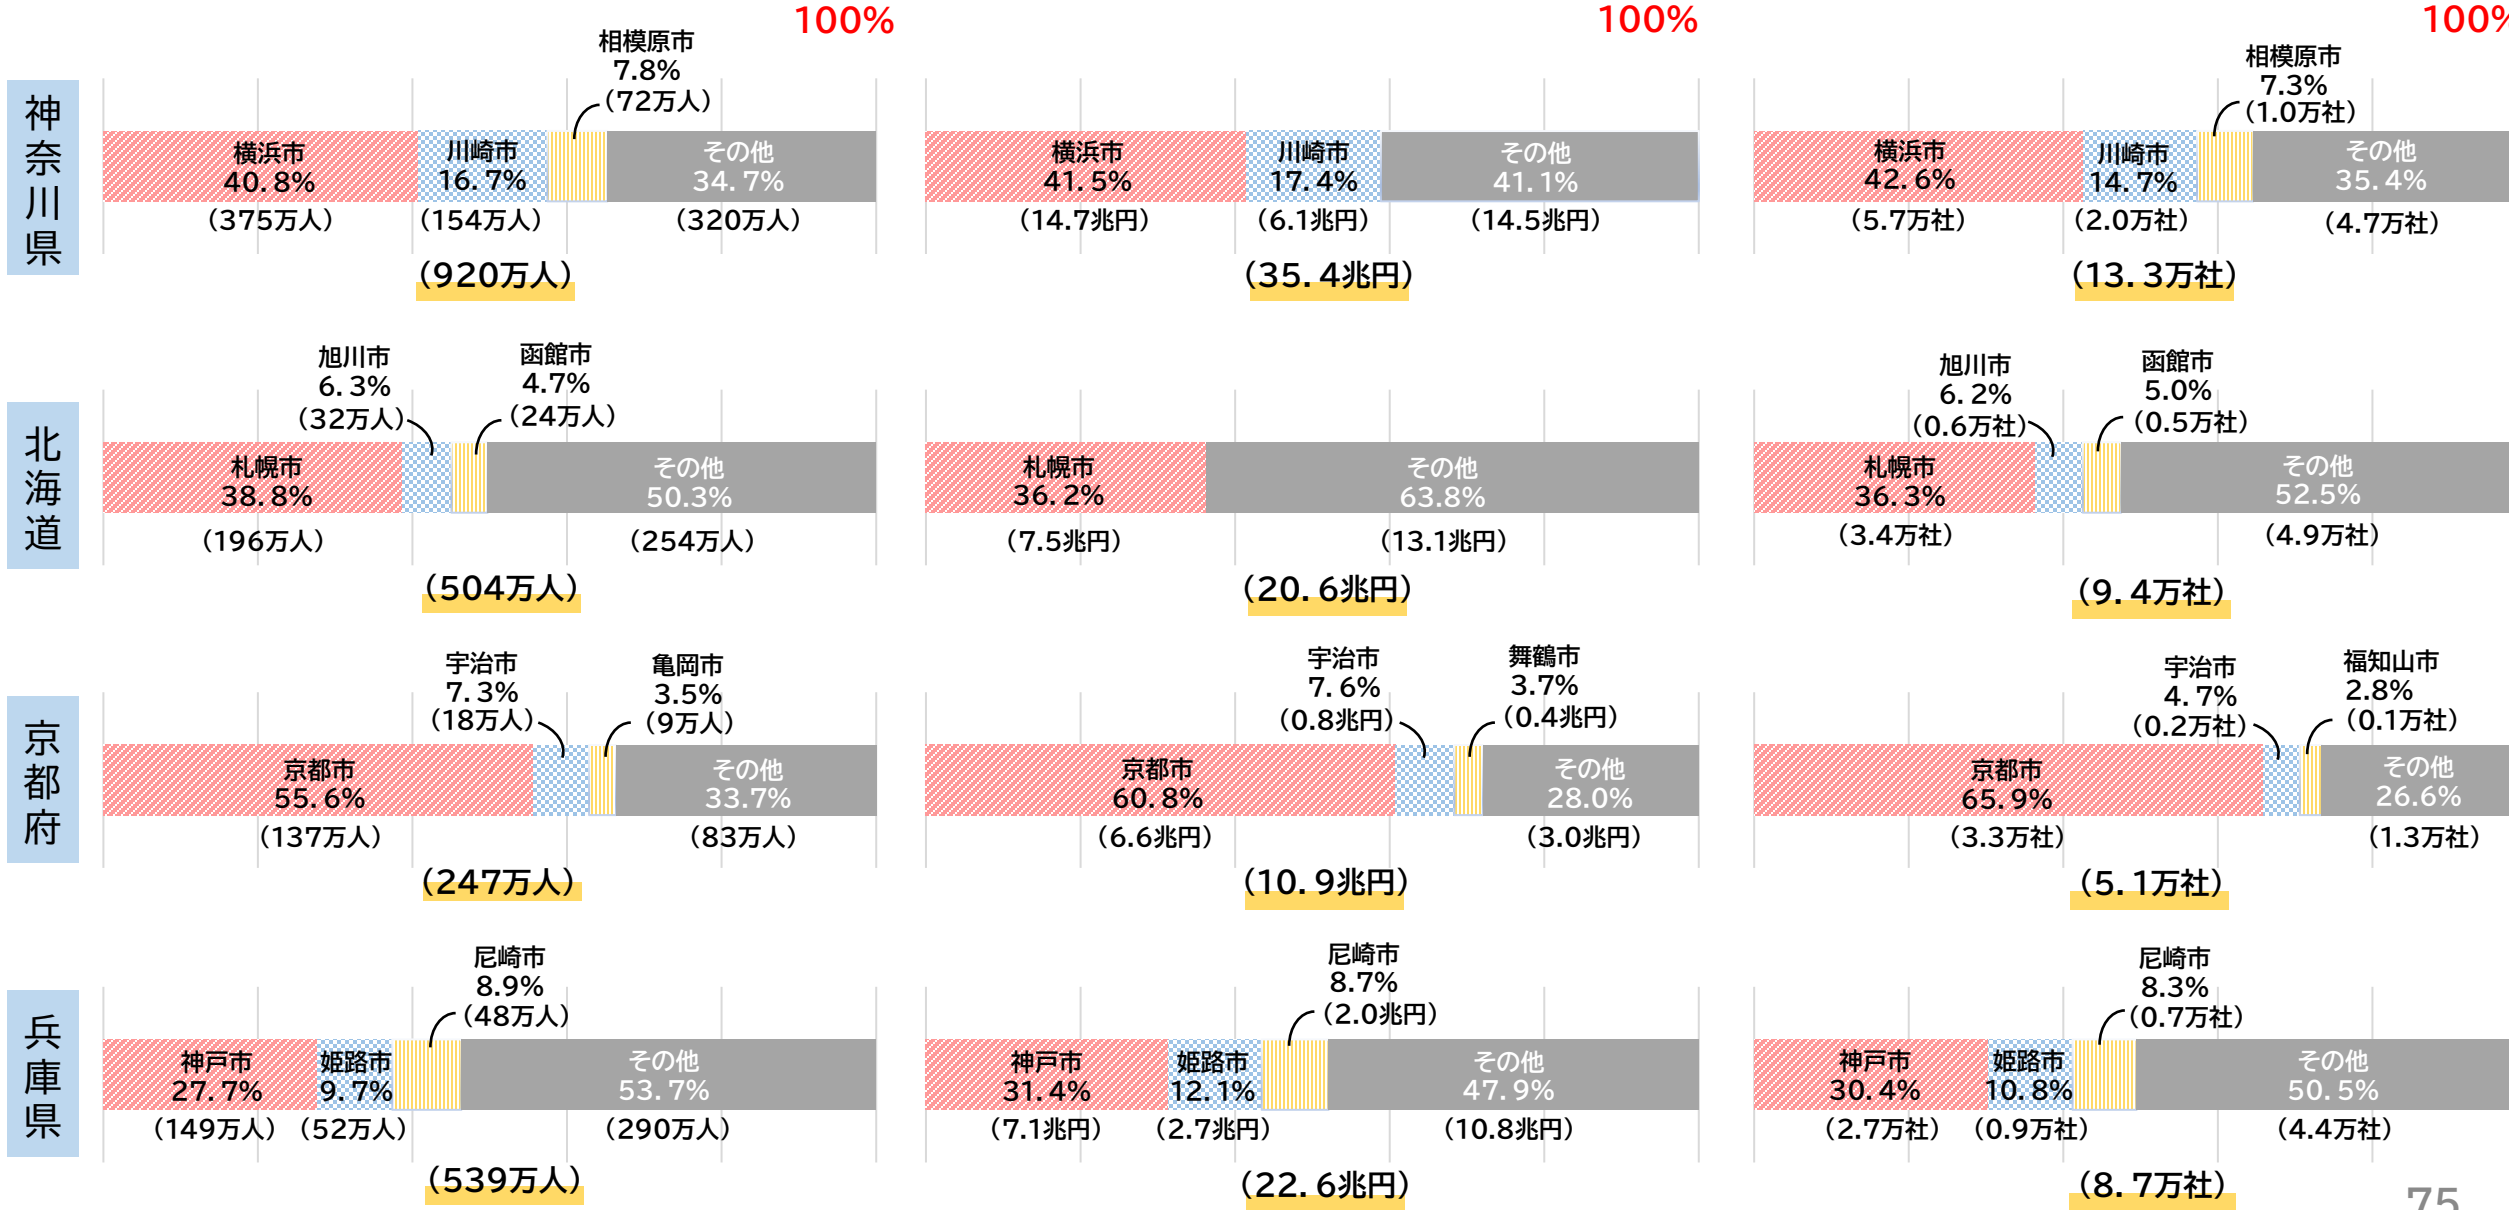 100%
100%
100%
神奈川県
相模原市
7.8%
(72万人)
横浜市
40.8%
(375万人)
川崎市
16.7%
(154万人)
その他
34.7%
(320万人)
(920万人)
横浜市
41.5%
(14.7兆円)
川崎市
17.4%
(6.1兆円)
その他
41.1%
(14.5兆円)
(35.4兆円)
相模原市
7.3%
(1.0万社)
横浜市
42.6%
(5.7万社)
川崎市
14.7%
(2.0万社)
その他
35.4%
(4.7万社)
(13.3万社)
北海道
旭川市
6.3%
(32万人)
函館市
4.7%
(24万人)
札幌市
38.8%
(196万人)
その他
50.3%
(254万人)
(504万人)
札幌市
36.2%
(7.5兆円)
その他
63.8%
(13.1兆円)
(20.6兆円)
旭川市
6.2%
(0.6万社)
函館市
5.0%
(0.5万社)
札幌市
36.3%
(3.4万社)
その他
52.5%
(4.9万社)
(9.4万社)
京都府
宇治市
7.3%
(18万人)
亀岡市
3.5%
(9万人)
京都市
55.6%
(137万人)
その他
33.7%
(83万人)
(247万人)
宇治市
7.6%
(0.8兆円)
舞鶴市
3.7%
(0.4兆円)
京都市
60.8%
(6.6兆円)
その他
28.0%
(3.0兆円)
(10.9兆円)
宇治市
4.7%
(0.2万社)
福知山市
2.8%
(0.1万社)
京都市
65.9%
(3.3万社)
その他
26.6%
(1.3万社)
(5.1万社)
兵庫県
尼崎市
8.9%
(48万人)
神戸市
27.7%
(149万人)
姫路市
9.7%
(52万人)
その他
53.7%
(290万人)
(539万人)
尼崎市
8.7%
(2.0兆円)
神戸市
31.4%
(7.1兆円)
姫路市
12.1%
(2.7兆円)
その他
47.9%
(10.8兆円)
(22.6兆円)
尼崎市
8.3%
(0.7万社)
神戸市
30.4%
(2.7万社)
姫路市
10.8%
(0.9万社)
その他
50.5%
(4.4万社)
(8.7万社)
75